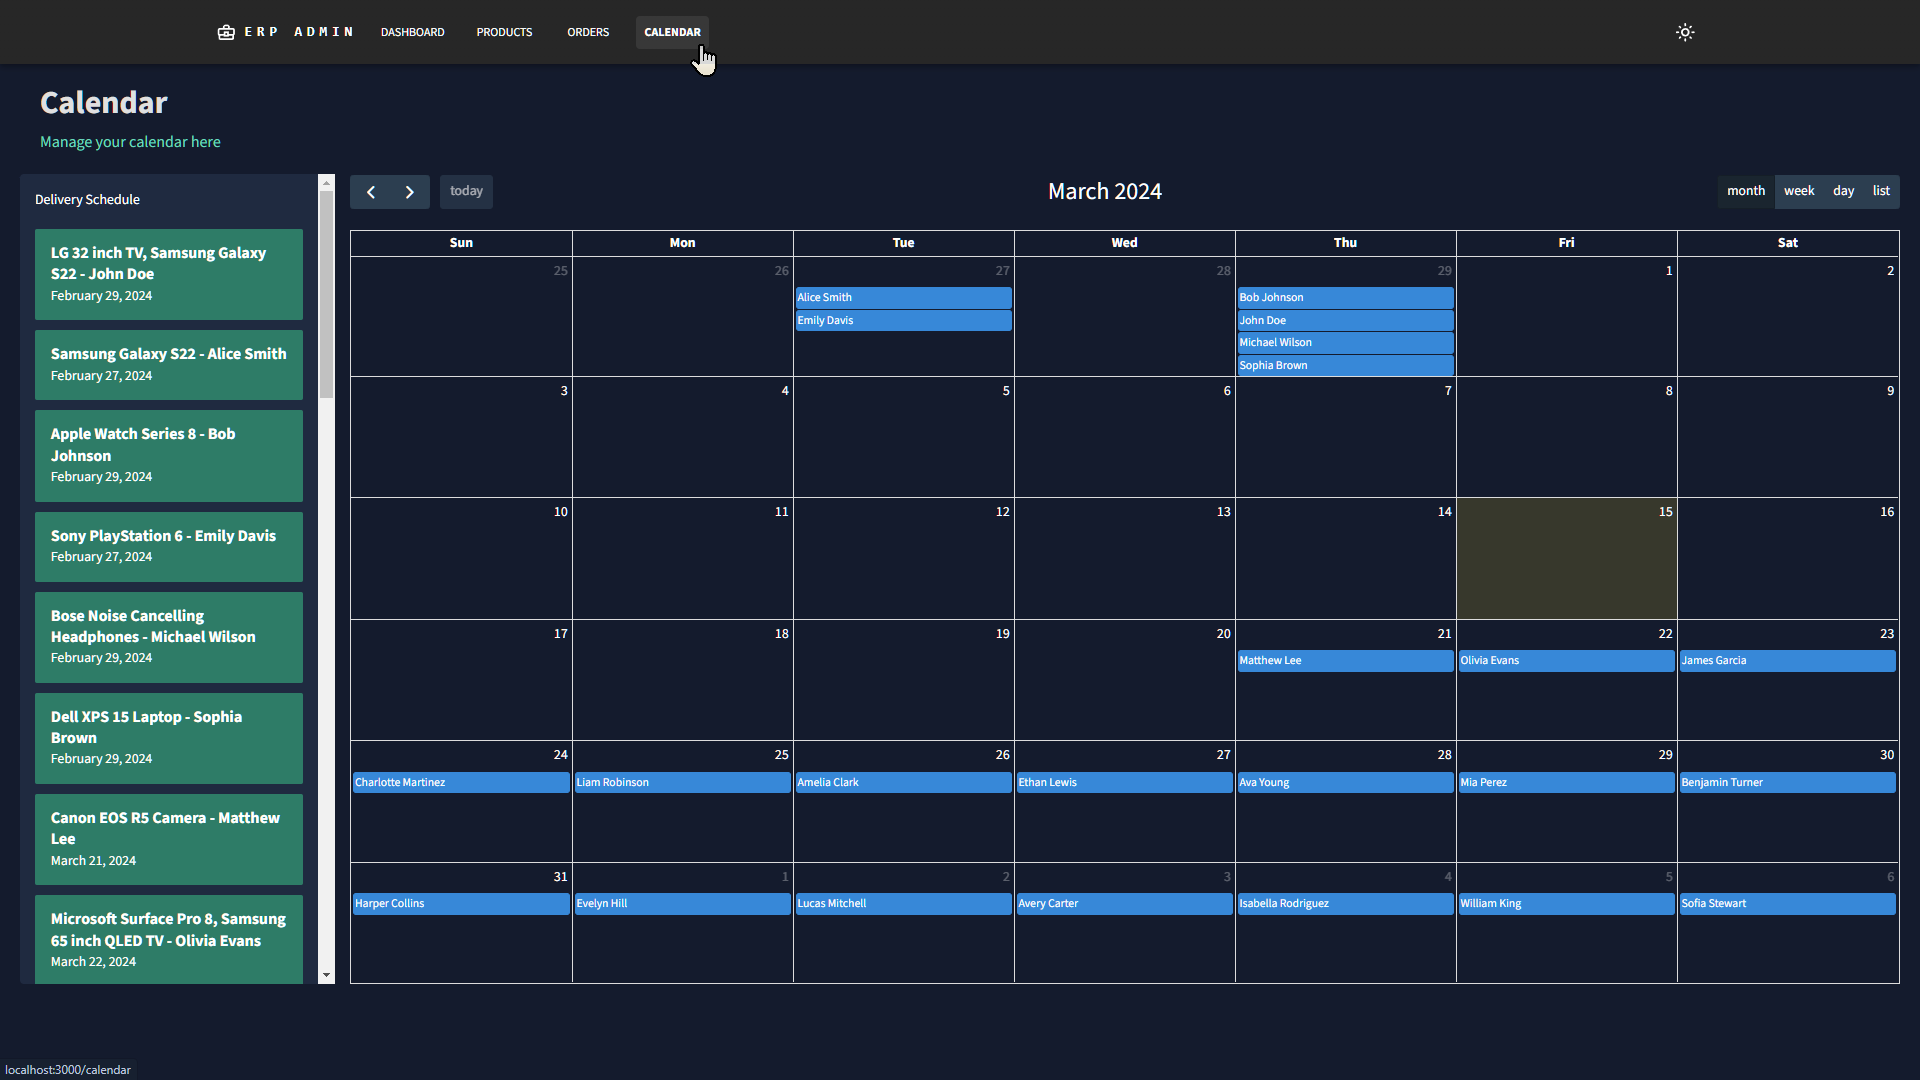 ERP ADMIN DASHBOARD PRODUCTS ORDERS CALENDAR
Calendar
Manage your calendar here
Delivery Schedule
LG 32 inch TV, Samsung Galaxy
S22 - John Doe
February 29, 2024
Samsung Galaxy S22 - Alice Smith
February 27, 2024
Apple Watch Series 8 - Bob
Johnson
February 29, 2024
Sony PlayStation 6 - Emily Davis
February 27, 2024
Bose Noise Cancelling
Headphones - Michael Wilson
February 29, 2024
Dell XPS 15 Laptop - Sophia
Brown
February 29, 2024
Canon EOS R5 Camera - Matthew
Lee
March 21, 2024
Microsoft Surface Pro 8, Samsung
65 inch QLED TV - Olivia Evans
March 22, 2024
today
March 2024
month week day list
Sun Mon Tue Wed Thu Fri Sat
25 26 27 28 29 1 2
Alice Smith Bob Johnson
Emily Davis John Doe
Michael Wilson
Sophia Brown
3 4 5 6 7 8 9
10 11 12 13 14 15 16
17 18 19 20 21 22 23
Matthew Lee Olivia Evans James Garcia
24 25 26 27 28 29 30
Charlotte Martinez Liam Robinson Amelia Clark Ethan Lewis Ava Young Mia Perez Benjamin Turner
31 1 2 3 4 5 6
Harper Collins Evelyn Hill Lucas Mitchell Avery Carter Isabella Rodriguez William King Sofia Stewart
localhost:3000/calendar